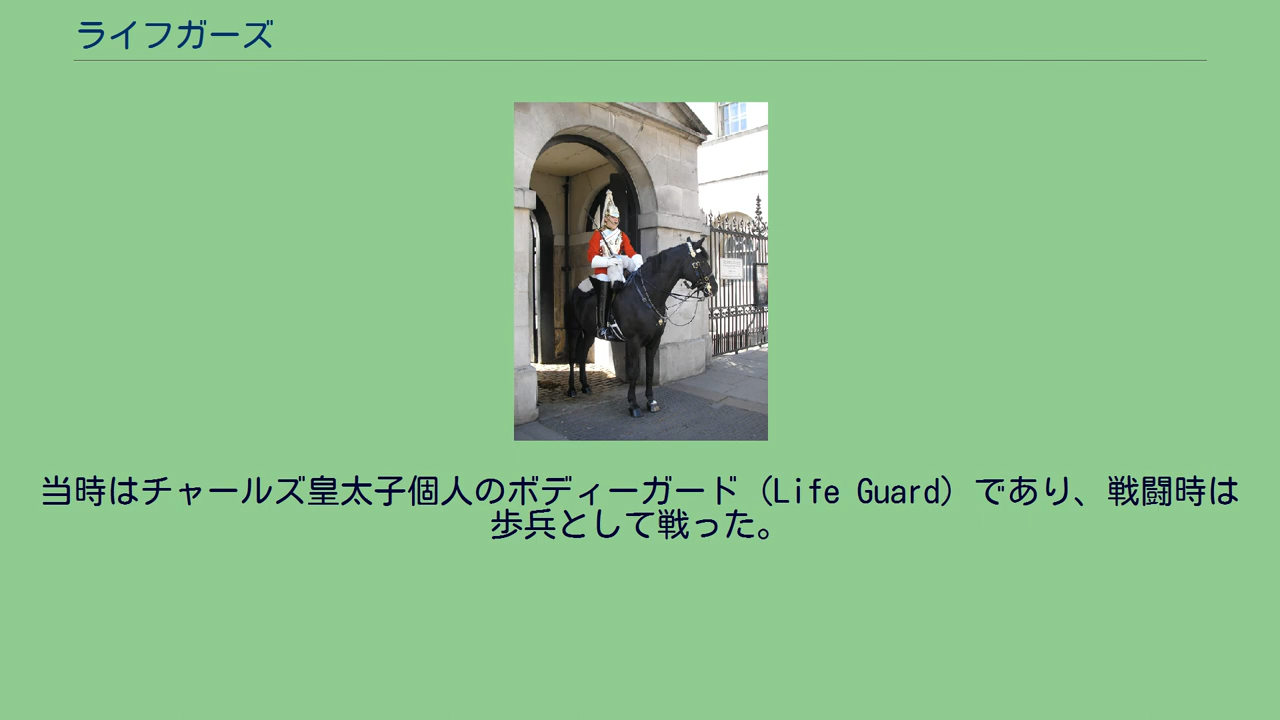 ライフガーズ
当時はチャールズ皇太子個人のボディーガード（Life Guard）であり、戦闘時は
歩兵として戦った。